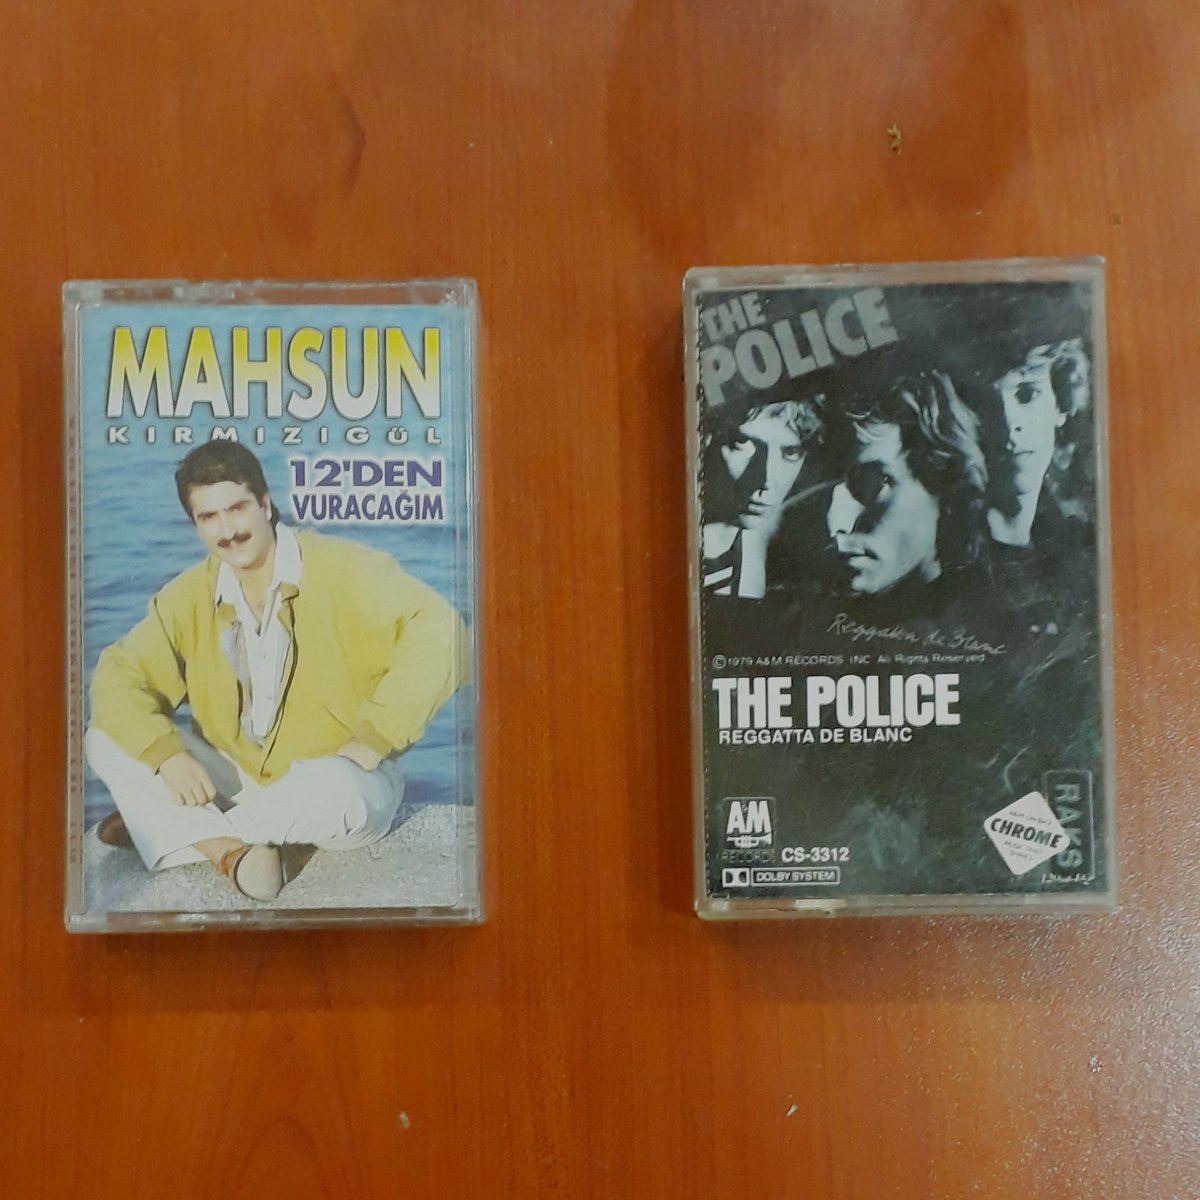 MAHSUN
KIRMIZIGÜL
12'DEN
VURACAĞIM
THE
POLICE
Reggatta de Blanc
©1979 A&M RECORDS, INC. All Rights Reserved
THE POLICE
REGGATTA DE BLANC
A&M
RECORDS CS-3312
DOLBY SYSTEM
CHROME
RAKS